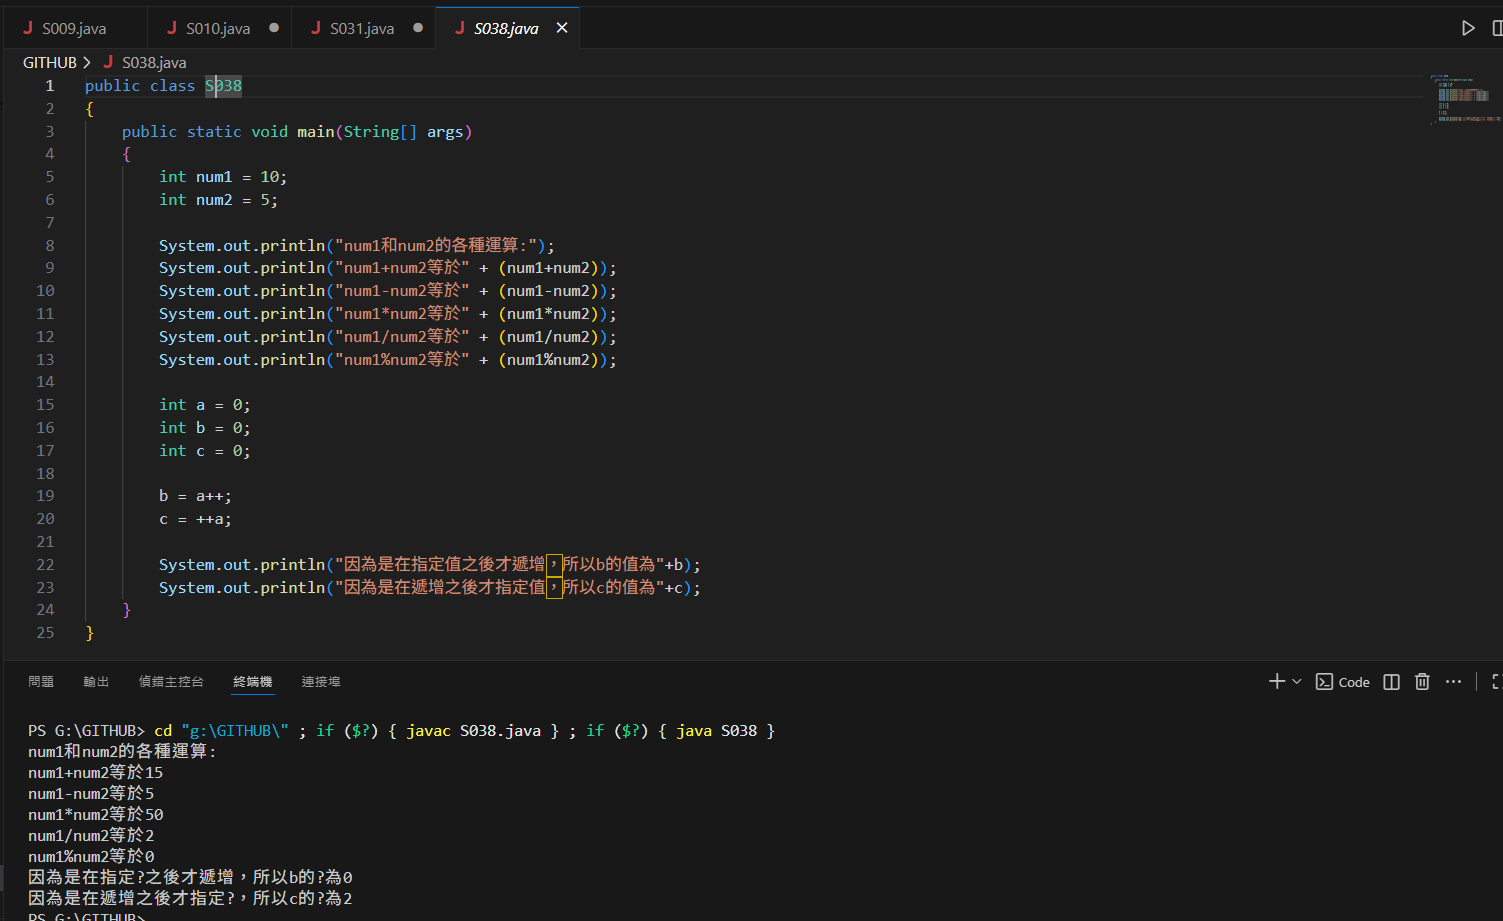 S009.java S010.java S031.java S038.java
GITHUB > S038.java
1 public class S038
2 {
3 public static void main(String[] args)
4 {
5 int num1 = 10;
6 int num2 = 5;
7
8 System.out.println("num1和num2的各種運算:");
9 System.out.println("num1+num2等於" + (num1+num2));
10 System.out.println("num1-num2等於" + (num1-num2));
11 System.out.println("num1*num2等於" + (num1*num2));
12 System.out.println("num1/num2等於" + (num1/num2));
13 System.out.println("num1%num2等於" + (num1%num2));
14
15 int a = 0;
16 int b = 0;
17 int c = 0;
18
19 b = a++;
20 c = ++a;
21
22 System.out.println("因為是在指定值之後才遞增，所以b的值為"+b);
23 System.out.println("因為是在遞增之後才指定值，所以c的值為"+c);
24 }
25 }
問題 輸出 偵錯主控台 終端機 連接埠 Code
PS G:\GITHUB> cd "g:\GITHUB\" ; if ($?) { javac S038.java } ; if ($?) { java S038 }
num1和num2的各種運算:
num1+num2等於15
num1-num2等於5
num1*num2等於50
num1/num2等於2
num1%num2等於0
因為是在指定?之後才遞增，所以b的?為0
因為是在遞增之後才指定?，所以c的?為2
PS G:\GITHUB>